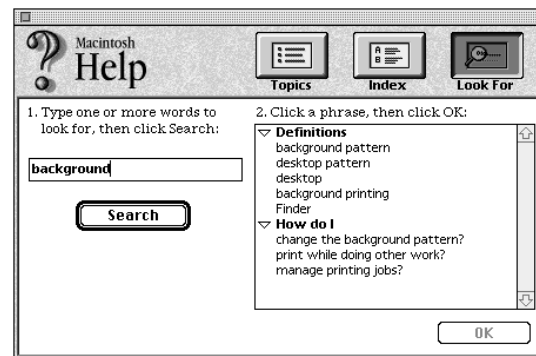 Macintosh
Help
Topics
Index
Look For
1. Type one or more words to
look for, then click Search:
background
Search
2. Click a phrase, then click OK:
Definitions
background pattern
desktop pattern
desktop
background printing
Finder
How do I
change the background pattern?
print while doing other work?
manage printing jobs?
OK